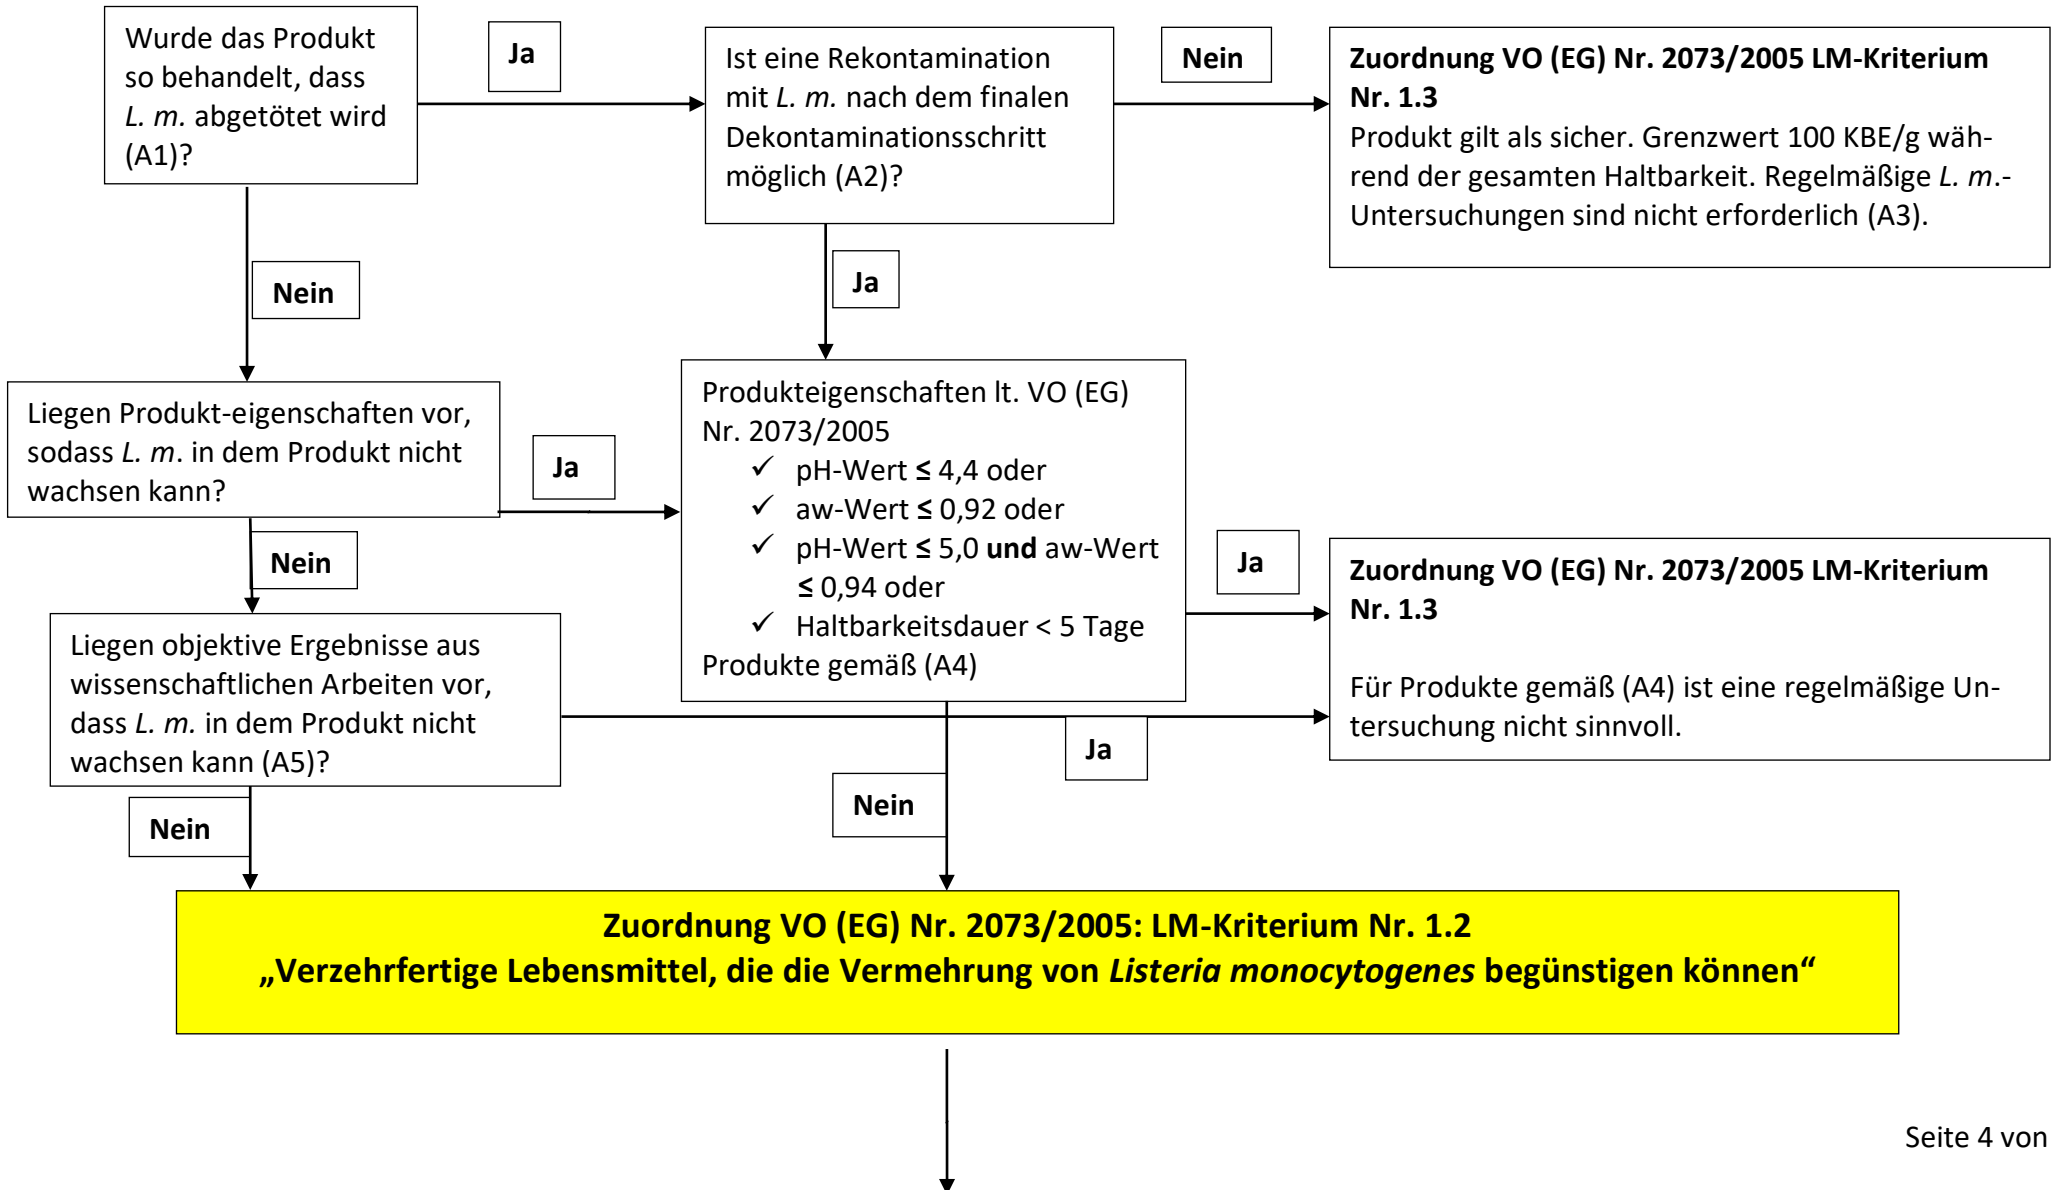 Wurde das Produkt
so behandelt, dass
L. m. abgetötet wird
(A1)?
Ja
Ist eine Rekontamination
mit L. m. nach dem finalen
Dekontaminationsschritt
möglich (A2)?
Nein
Zuordnung VO (EG) Nr. 2073/2005 LM-Kriterium
Nr. 1.3
Produkt gilt als sicher. Grenzwert 100 KBE/g wäh-
rend der gesamten Haltbarkeit. Regelmäßige L. m.-
Untersuchungen sind nicht erforderlich (A3).
Nein
Ja
Liegen Produkt-eigenschaften vor,
sodass L. m. in dem Produkt nicht
wachsen kann?
Ja
Produkteigenschaften lt. VO (EG)
Nr. 2073/2005
✓ pH-Wert ≤ 4,4 oder
✓ aw-Wert ≤ 0,92 oder
✓ pH-Wert ≤ 5,0 und aw-Wert
≤ 0,94 oder
✓ Haltbarkeitsdauer < 5 Tage
Produkte gemäß (A4)
Ja
Zuordnung VO (EG) Nr. 2073/2005 LM-Kriterium
Nr. 1.3
Für Produkte gemäß (A4) ist eine regelmäßige Un-
tersuchung nicht sinnvoll.
Nein
Liegen objektive Ergebnisse aus
wissenschaftlichen Arbeiten vor,
dass L. m. in dem Produkt nicht
wachsen kann (A5)?
Ja
Nein
Nein
Zuordnung VO (EG) Nr. 2073/2005: LM-Kriterium Nr. 1.2
„Verzehrfertige Lebensmittel, die die Vermehrung von Listeria monocytogenes begünstigen können“
Seite 4 von